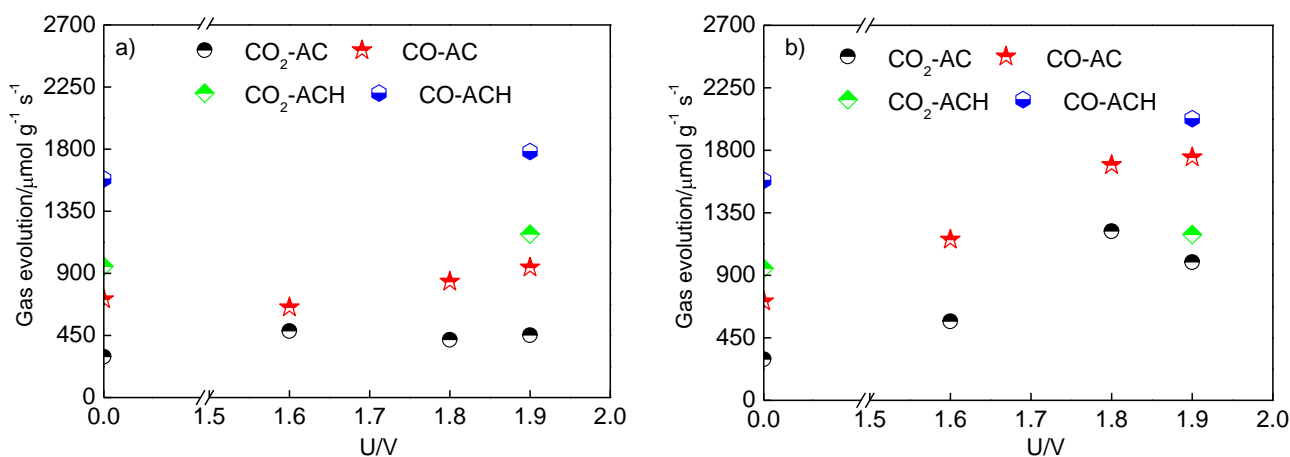 a)
CO2-AC CO-AC
CO2-ACH CO-ACH
Gas evolution/μmol g-1 s-1
2700
2250
1800
1350
900
450
0
0.0 1.5 1.6 1.7 1.8 1.9 2.0
U/V
b)
CO2-AC CO-AC
CO2-ACH CO-ACH
Gas evolution/μmol g-1 s-1
2700
2250
1800
1350
900
450
0
0.0 1.5 1.6 1.7 1.8 1.9 2.0
U/V